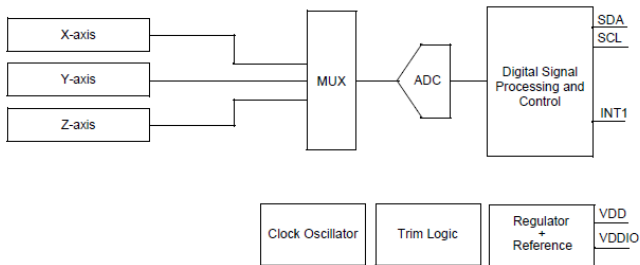 X-axis
Y-axis
Z-axis
MUX
ADC
Digital Signal
Processing and
Control
SDA
SCL
INT1
Clock Oscillator
Trim Logic
Regulator
+
Reference
VDD
VDDIO